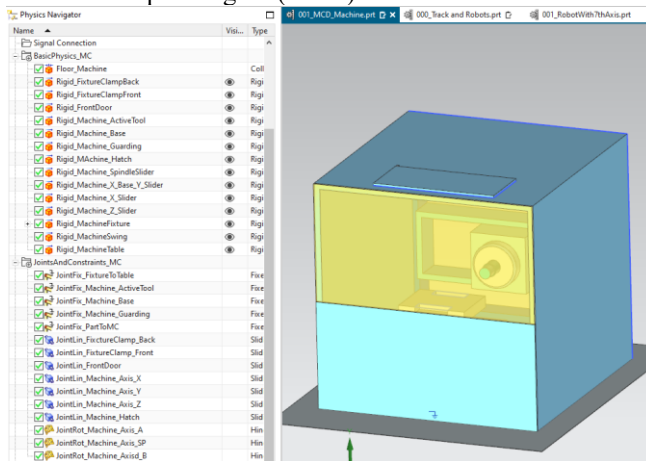 Physics Navigator
001_MCD_Machine.prt
000_Track and Robots.prt
001_RobotWith7thAxis.prt
Name Visi... Type
Signal Connection
BasicPhysics_MC
Floor_Machine Coll
Rigid_FixtureClampBack Rigi
Rigid_FixtureClampFront Rigi
Rigid_FrontDoor Rigi
Rigid_Machine_ActiveTool Rigi
Rigid_Machine_Base Rigi
Rigid_Machine_Guarding Rigi
Rigid_MAchine_Hatch Rigi
Rigid_Machine_SpindleSlider Rigi
Rigid_Machine_X_Base_Y_Slider Rigi
Rigid_Machine_X_Slider Rigi
Rigid_Machine_Z_Slider Rigi
Rigid_MachineFixture Rigi
Rigid_MachineSwing Rigi
Rigid_MachineTable Rigi
JointsAndConstraints_MC
JointFix_FixtureToTable Fixe
JointFix_Machine_ActiveTool Fixe
JointFix_Machine_Base Fixe
JointFix_Machine_Guarding Fixe
JointFix_PartToMC Fixe
JointLin_FixctureClamp_Back Slid
JointLin_FixtureClamp_Front Slid
JointLin_FrontDoor Slid
JointLin_Machine_Axis_X Slid
JointLin_Machine_Axis_Y Slid
JointLin_Machine_Axis_Z Slid
JointLin_Machine_Hatch Slid
JointRot_Machine_Axis_A Hin
JointRot_Machine_Axis_SP Hin
JointRot_Machine_Axisd_B Hin